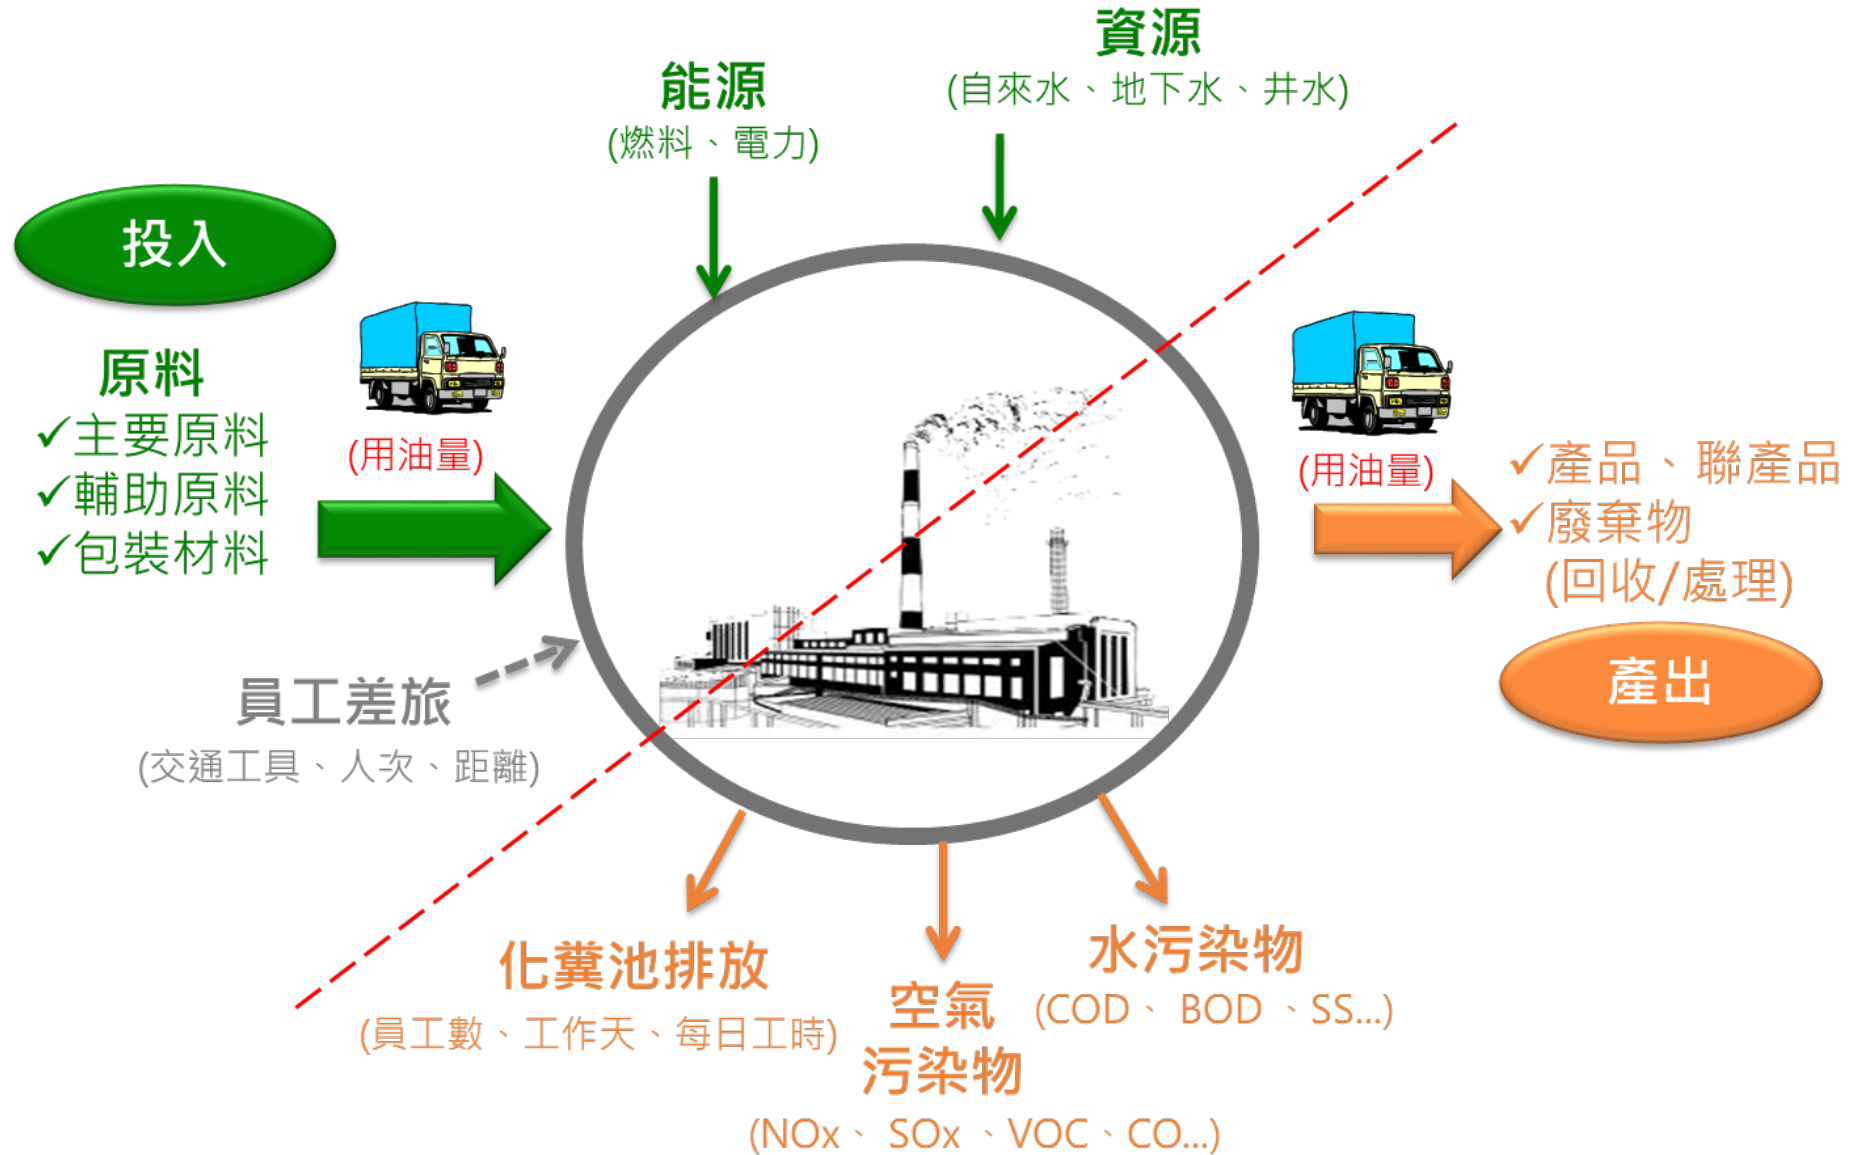 資源
(自來水、地下水、井水)
能源
(燃料、電力)
投入
原料
✓主要原料
✓輔助原料
✓包裝材料
(用油量)
(用油量)
✓產品、聯產品
✓廢棄物
(回收/處理)
產出
員工差旅
(交通工具、人次、距離)
化糞池排放
(員工數、工作天、每日工時)
空氣
污染物
(NOx、 SOx 、VOC、CO...)
水污染物
(COD、 BOD 、SS...)